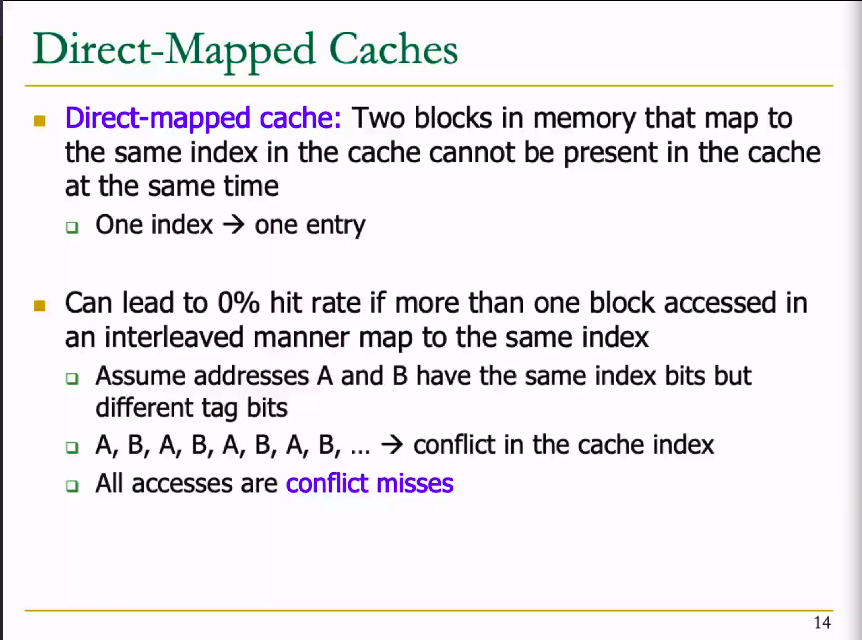 Direct-Mapped Caches
Direct-mapped cache: Two blocks in memory that map to
the same index in the cache cannot be present in the cache
at the same time
One index → one entry
Can lead to 0% hit rate if more than one block accessed in
an interleaved manner map to the same index
Assume addresses A and B have the same index bits but
different tag bits
A, B, A, B, A, B, A, B, … → conflict in the cache index
All accesses are conflict misses
14